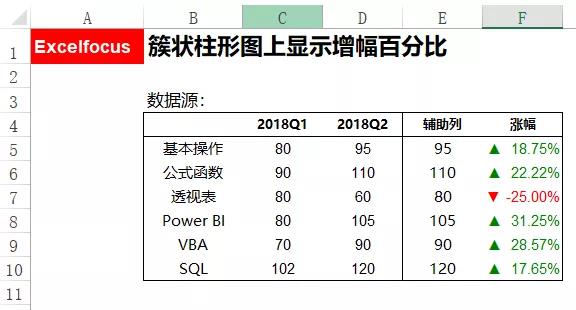 A B C D E F
1 Excelfocus 簇状柱形图上显示增幅百分比
2
3 数据源：
4 2018Q1 2018Q2 辅助列 涨幅
5 基本操作 80 95 95 ▲ 18.75%
6 公式函数 90 110 110 ▲ 22.22%
7 透视表 80 60 80 ▼ -25.00%
8 Power BI 80 105 105 ▲ 31.25%
9 VBA 70 90 90 ▲ 28.57%
10 SQL 102 120 120 ▲ 17.65%
11